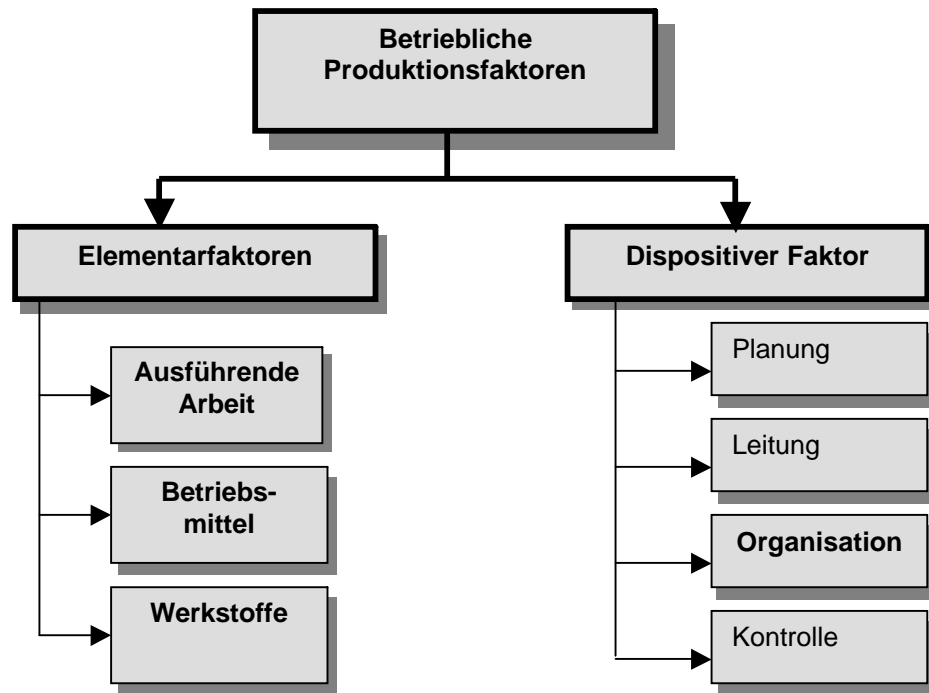 Betriebliche
Produktionsfaktoren
Elementarfaktoren
Dispositiver Faktor
Ausführende
Arbeit
Betriebs-
mittel
Werkstoffe
Planung
Leitung
Organisation
Kontrolle